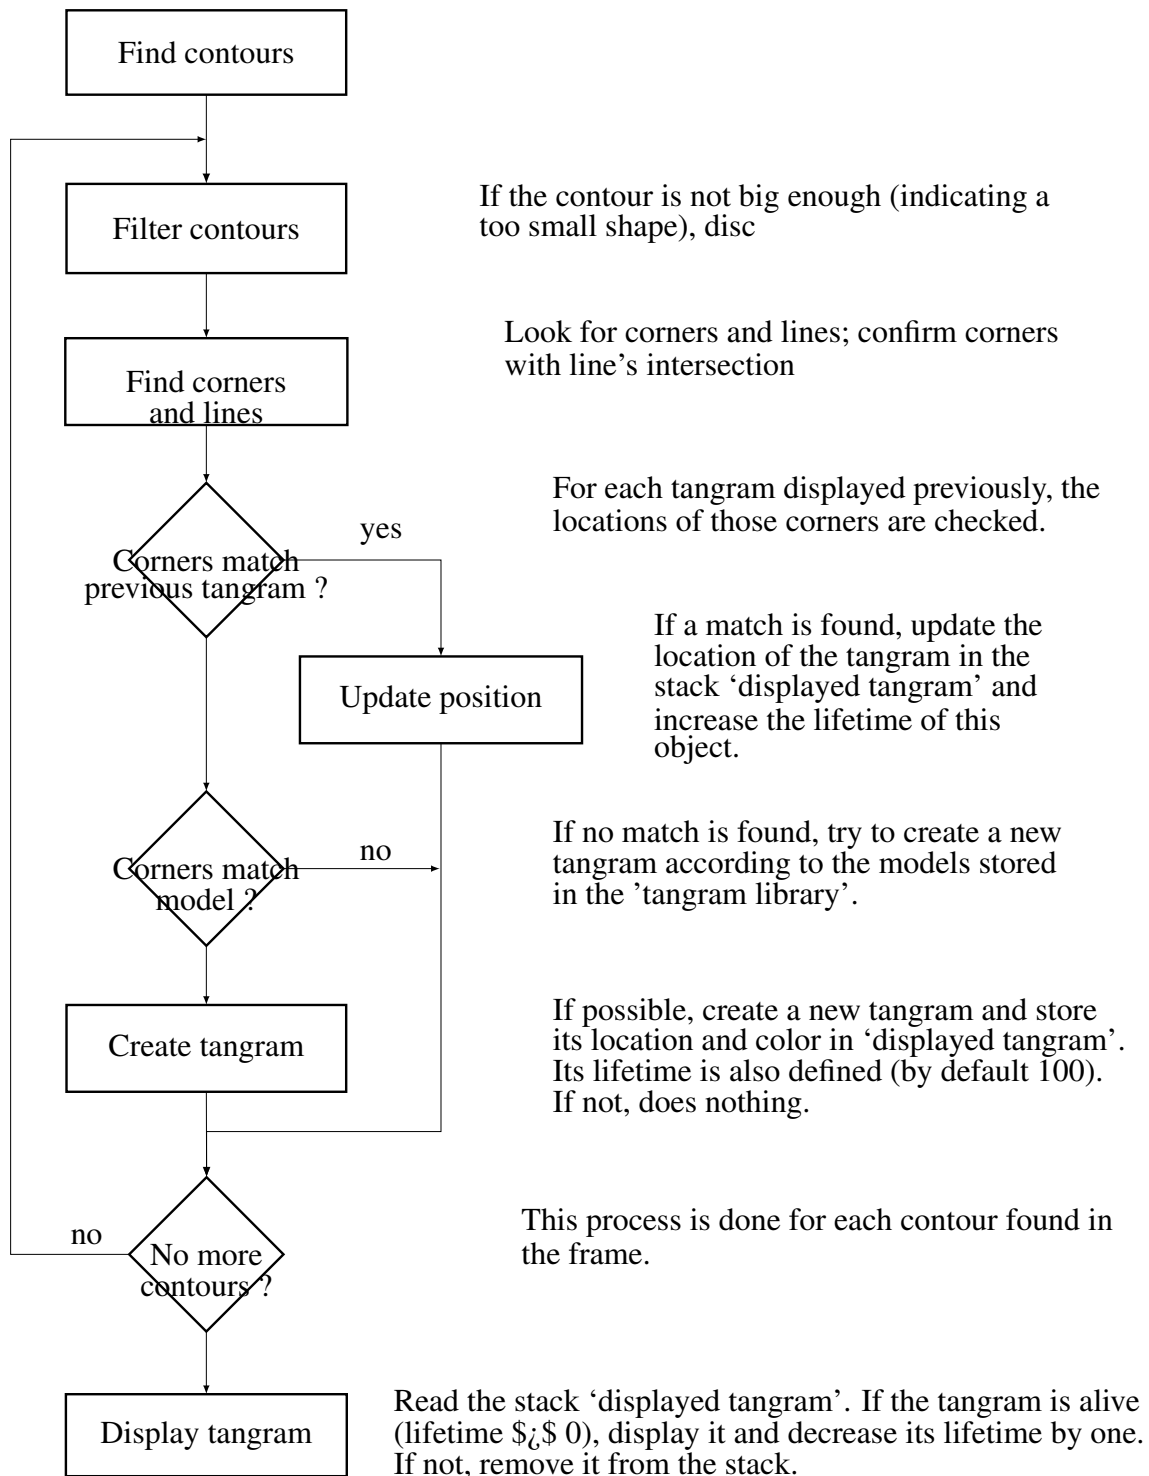 Find contours
Filter contours
If the contour is not big enough (indicating a
too small shape), disc
Find corners
and lines
Look for corners and lines; confirm corners
with line's intersection
Corners match
previous tangram ?
yes
For each tangram displayed previously, the
locations of those corners are checked.
Update position
If a match is found, update the
location of the tangram in the
stack ‘displayed tangram’ and
increase the lifetime of this
object.
Corners match
model ?
no
If no match is found, try to create a new
tangram according to the models stored
in the ’tangram library’.
Create tangram
If possible, create a new tangram and store
its location and color in ‘displayed tangram’.
Its lifetime is also defined (by default 100).
If not, does nothing.
no
No more
contours ?
This process is done for each contour found in
the frame.
Display tangram
Read the stack ‘displayed tangram’. If the tangram is alive
(lifetime $¿$ 0), display it and decrease its lifetime by one.
If not, remove it from the stack.